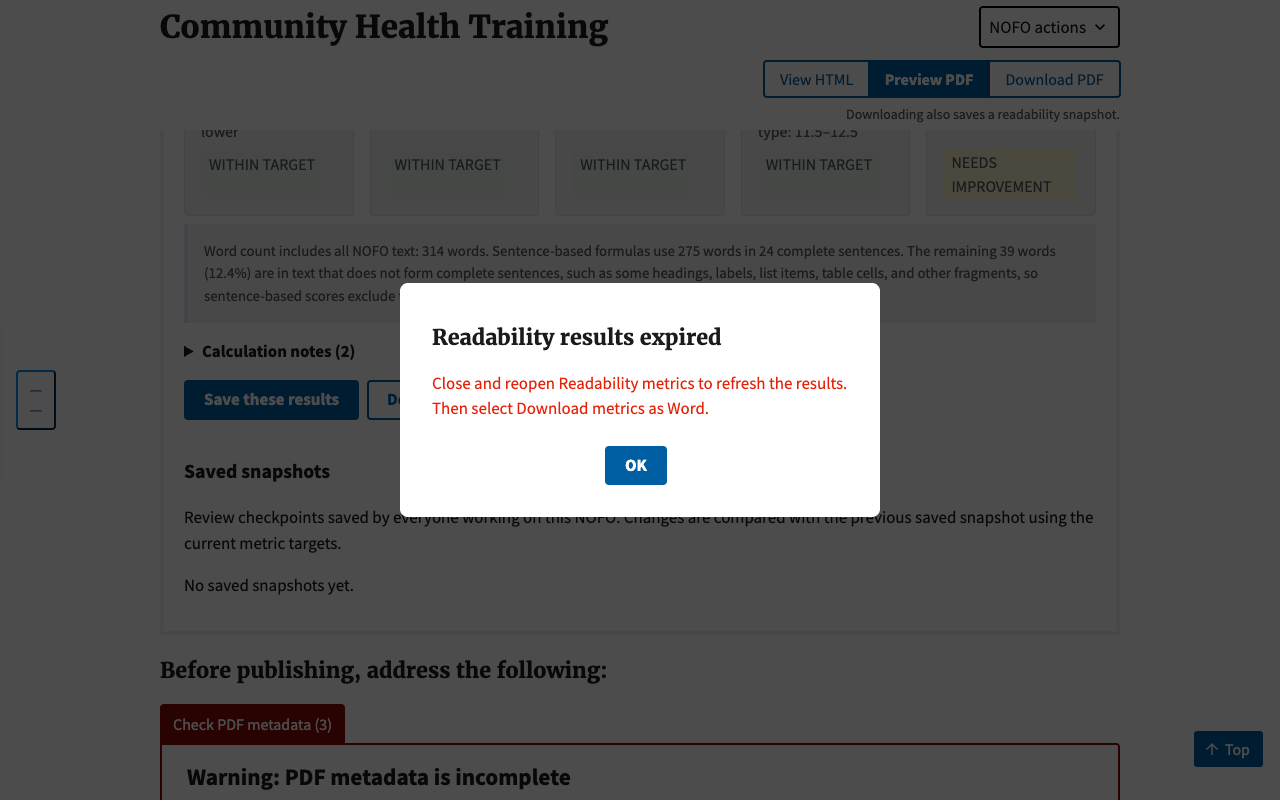 Community Health Training
NOFO actions
View HTML
Preview PDF
Download PDF
Downloading also saves a readability snapshot.
lower
type: 11.5–12.5
WITHIN TARGET
WITHIN TARGET
WITHIN TARGET
WITHIN TARGET
NEEDS
IMPROVEMENT
Word count includes all NOFO text: 314 words. Sentence-based formulas use 275 words in 24 complete sentences. The remaining 39 words
(12.4%) are in text that does not form complete sentences, such as some headings, labels, list items, table cells, and other fragments, so
sentence-based scores exclude
Readability results expired
Close and reopen Readability metrics to refresh the results.
Then select Download metrics as Word.
OK
Calculation notes (2)
Save these results
Saved snapshots
Review checkpoints saved by everyone working on this NOFO. Changes are compared with the previous saved snapshot using the
current metric targets.
No saved snapshots yet.
Before publishing, address the following:
Check PDF metadata (3)
Top
Warning: PDF metadata is incomplete